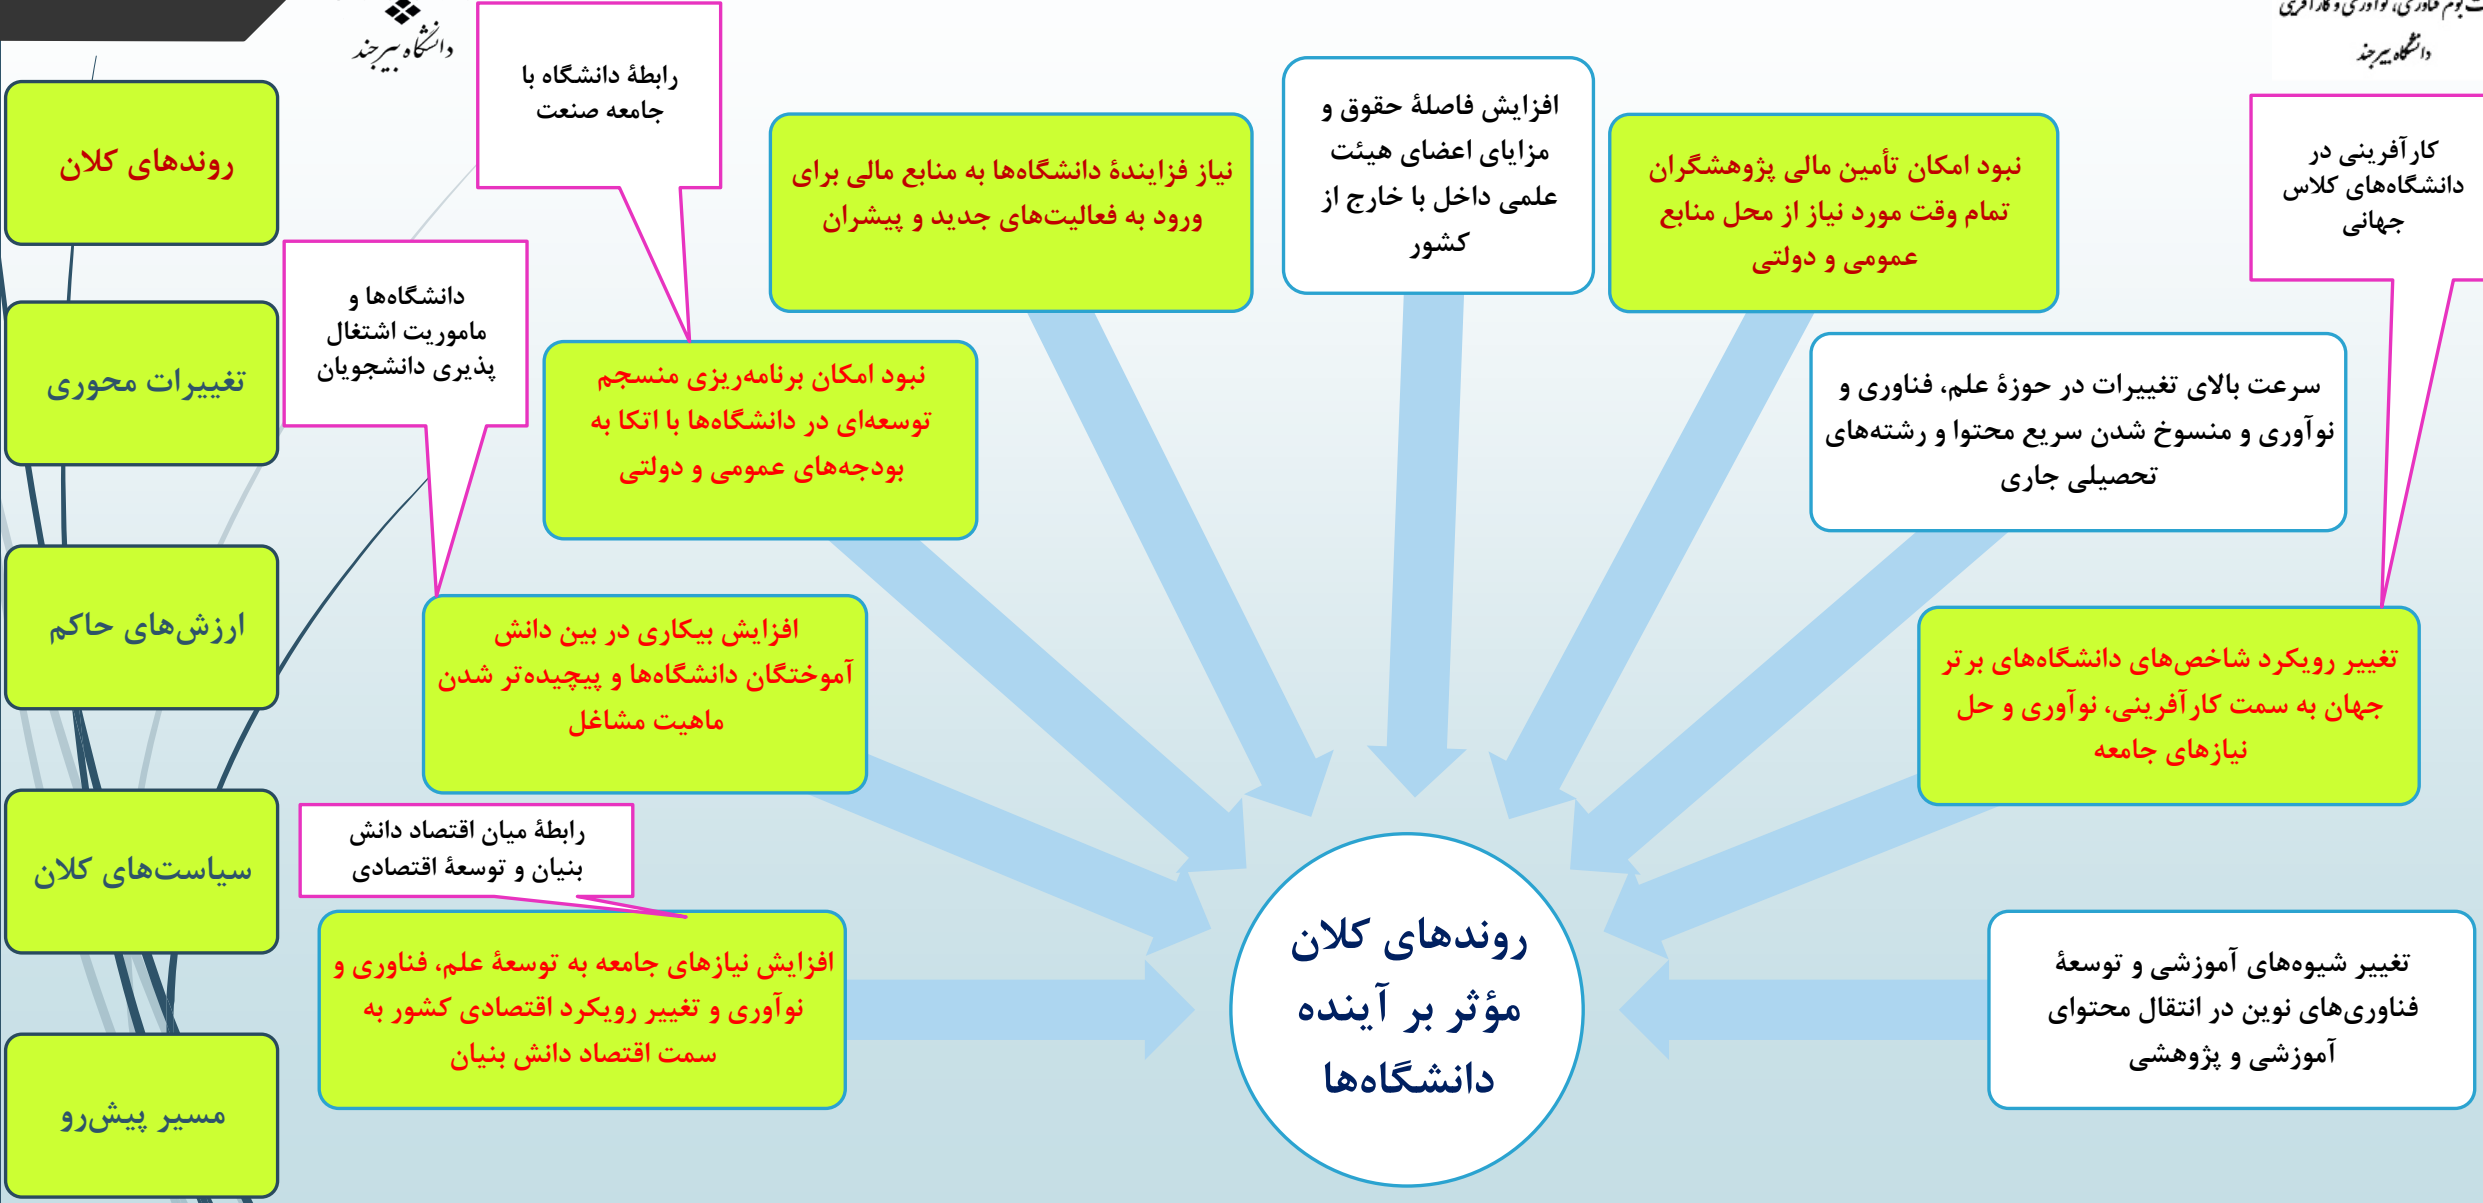 دانشگاه بیرجند
دانشگاه بیرجند
روندهای کلان
تغییرات محوری
ارزش‌های حاکم
سیاست‌های کلان
مسیر پیش‌رو
رابطهٔ دانشگاه با
جامعه صنعت
دانشگاه‌ها و
ماموریت اشتغال
پذیری دانشجویان
رابطهٔ میان اقتصاد دانش
بنیان و توسعهٔ اقتصادی
کارآفرینی در
دانشگاه‌های کلاس
جهانی
افزایش نیازهای جامعه به توسعهٔ علم، فناوری و
نوآوری و تغییر رویکرد اقتصادی کشور به
سمت اقتصاد دانش بنیان
افزایش بیکاری در بین دانش
آموختگان دانشگاه‌ها و پیچیده‌تر شدن
ماهیت مشاغل
نبود امکان برنامه‌ریزی منسجم
توسعه‌ای در دانشگاه‌ها با اتکا به
بودجه‌های عمومی و دولتی
نیاز فزایندهٔ دانشگاه‌ها به منابع مالی برای
ورود به فعالیت‌های جدید و پیشران
افزایش فاصلهٔ حقوق و
مزایای اعضای هیئت
علمی داخل با خارج از
کشور
نبود امکان تأمین مالی پژوهشگران
تمام وقت مورد نیاز از محل منابع
عمومی و دولتی
سرعت بالای تغییرات در حوزهٔ علم، فناوری و
نوآوری و منسوخ شدن سریع محتوا و رشته‌های
تحصیلی جاری
تغییر رویکرد شاخص‌های دانشگاه‌های برتر
جهان به سمت کارآفرینی، نوآوری و حل
نیازهای جامعه
تغییر شیوه‌های آموزشی و توسعهٔ
فناوری‌های نوین در انتقال محتوای
آموزشی و پژوهشی
روندهای کلان
مؤثر بر آینده
دانشگاه‌ها